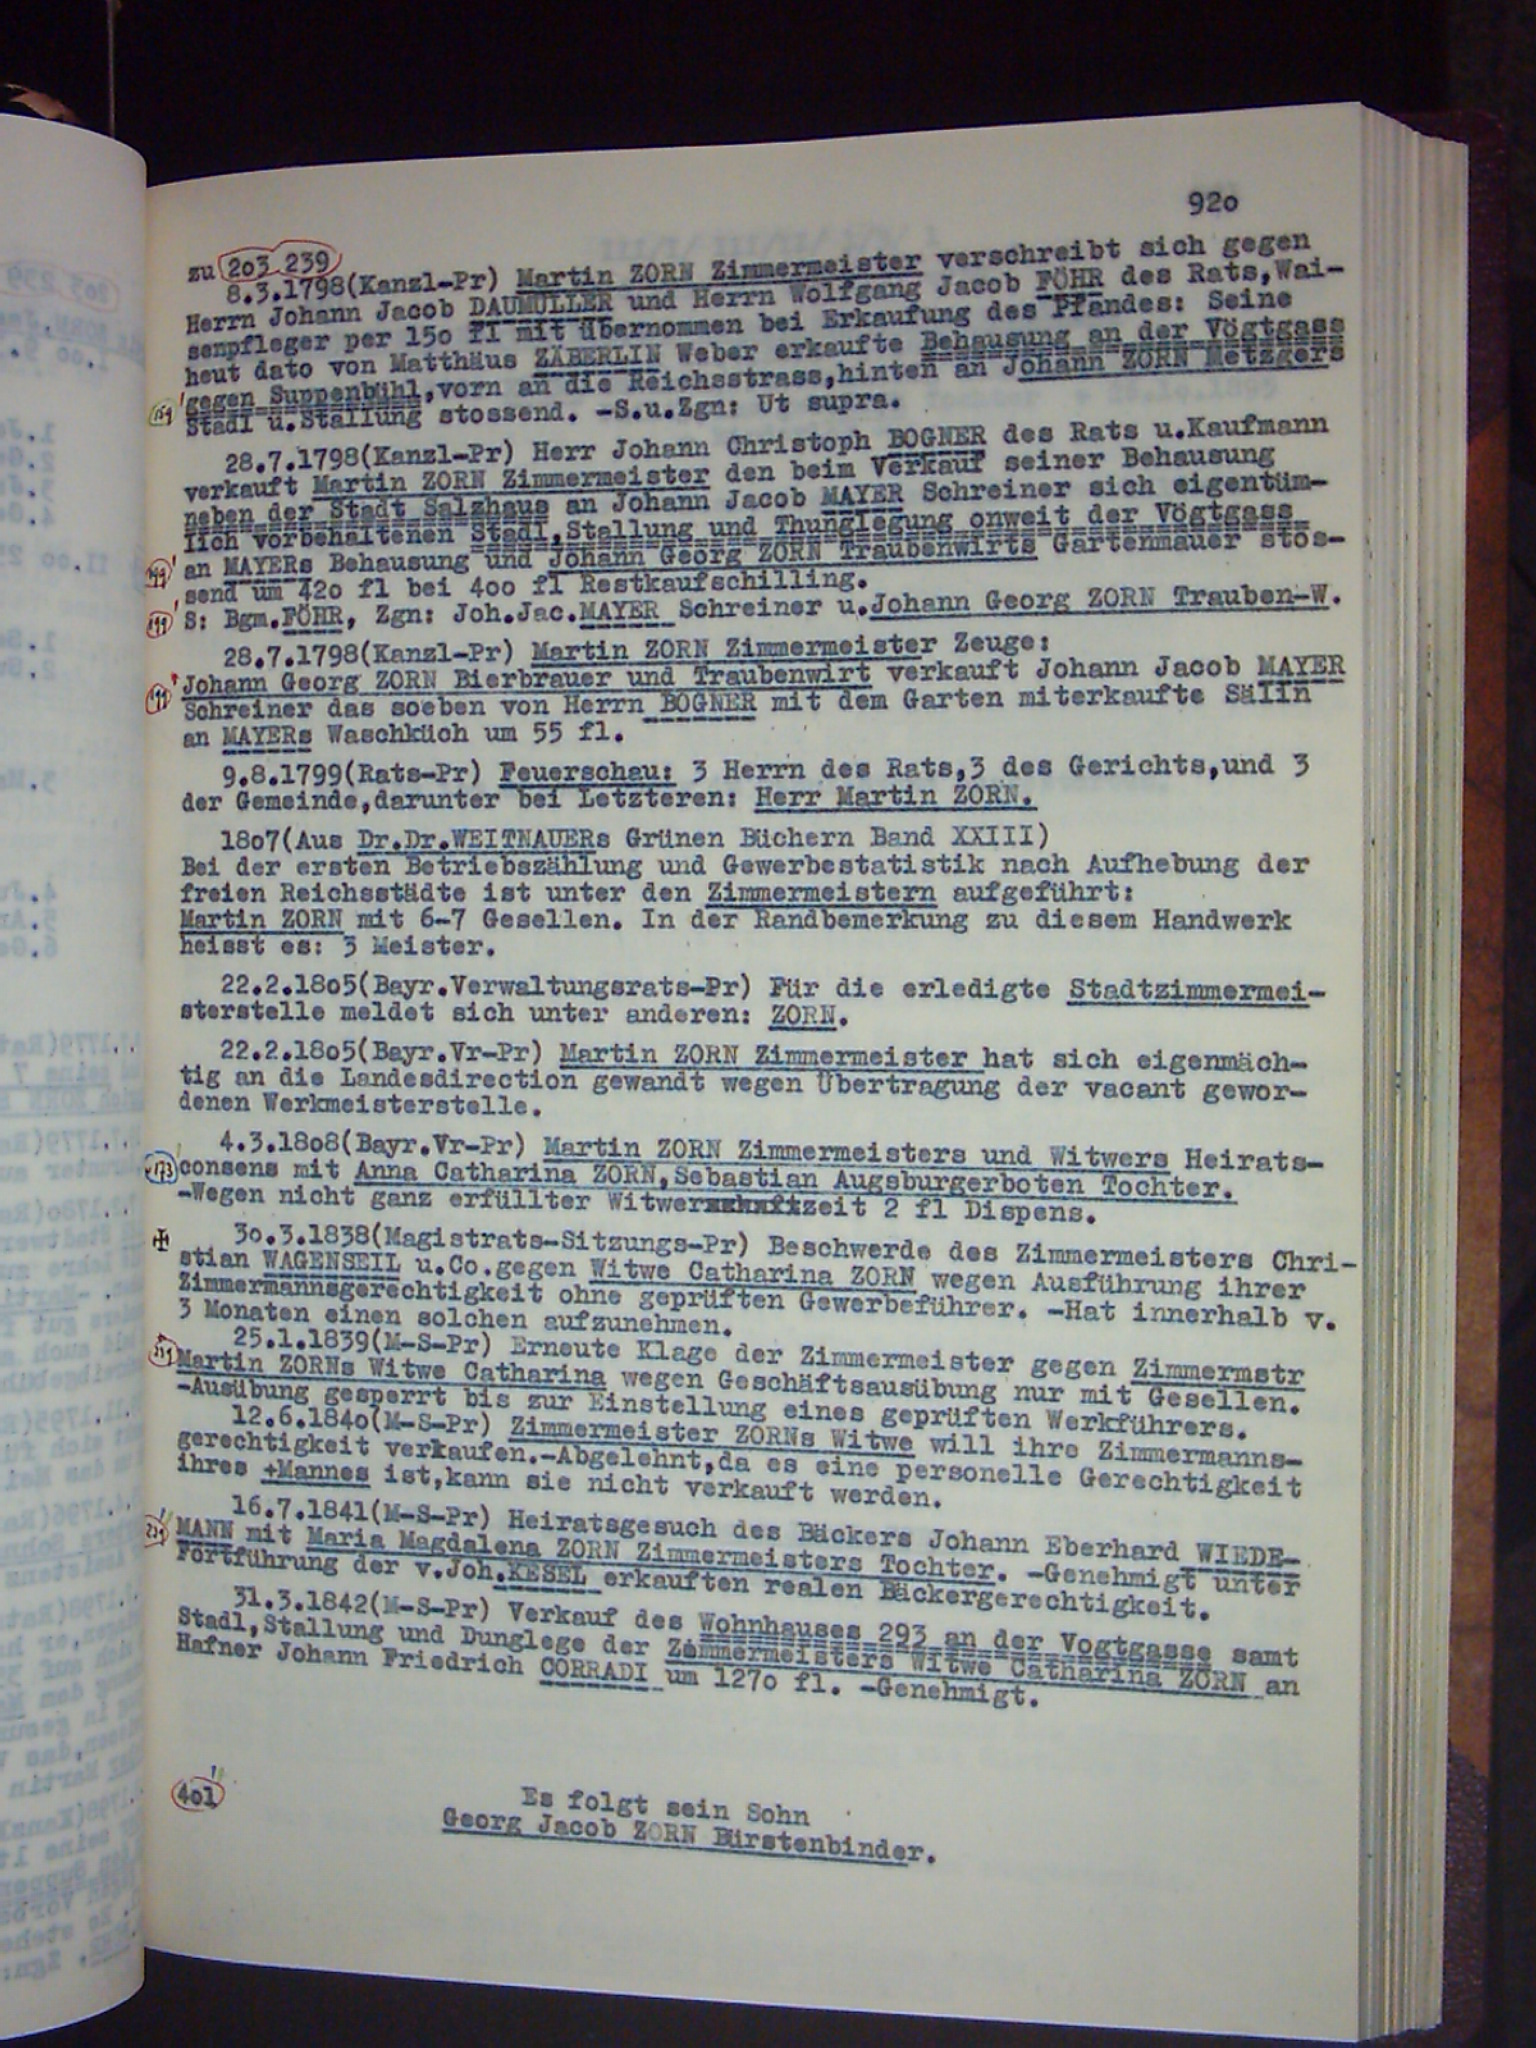 92o
zu 2o3 239
8.3.1798(Kanzl-Pr) Martin ZORN Zimmermeister verschreibt sich gegen
Herrn Johann Jacob DAUMÜLLER und Herrn Wolfgang Jacob FÖHR des Rats,Wai-
senpfleger per 15o fl mit übernommen bei Erkaufung des Pfandes: Seine
heut dato von Matthäus ZÄBERLIN Weber erkaufte Behausung an der Vögtgass
gegen Suppenbühl,vorn an die Reichsstrass,hinten an Johann ZORN Metzgers
159 Stadl u.Stallung stossend. -S.u.Zgn: Ut supra.
28.7.1798(Kanzl-Pr) Herr Johann Christoph BOGNER des Rats u.Kaufmann
verkauft Martin ZORN Zimmermeister den beim Verkauf seiner Behausung
neben der Stadt Salzhaus an Johann Jacob MAYER Schreiner sich eigentüm-
lich vorbehaltenen Stadl,Stallung und Thunglegung onweit der Vögtgass
199 an MAYERs Behausung und Johann Georg ZORN Traubenwirts Gartenmauer stos-
send um 42o fl bei 4oo fl Restkaufschilling.
199 S: Bgm.FÖHR, Zgn: Joh.Jac.MAYER Schreiner u.Johann Georg ZORN Trauben-W.
28.7.1798(Kanzl-Pr) Martin ZORN Zimmermeister Zeuge:
199 Johann Georg ZORN Bierbrauer und Traubenwirt verkauft Johann Jacob MAYER
Schreiner das soeben von Herrn BOGNER mit dem Garten miterkaufte Sälin
an MAYERs Waschküch um 55 fl.
9.8.1799(Rats-Pr) Feuerschau: 3 Herrn des Rats,3 des Gerichts,und 3
der Gemeinde,darunter bei Letzteren: Herr Martin ZORN.
18o7(Aus Dr.Dr.WEITNAUERs Grünen Büchern Band XXIII)
Bei der ersten Betriebszählung und Gewerbestatistik nach Aufhebung der
freien Reichsstädte ist unter den Zimmermeistern aufgeführt:
Martin ZORN mit 6-7 Gesellen. In der Randbemerkung zu diesem Handwerk
heisst es: 3 Meister.
22.2.18o5(Bayr.Verwaltungsrats-Pr) Für die erledigte Stadtzimmermei-
sterstelle meldet sich unter anderen: ZORN.
22.2.18o5(Bayr.Vr-Pr) Martin ZORN Zimmermeister hat sich eigenmäch-
tig an die Landesdirection gewandt wegen Übertragung der vacant gewor-
denen Werkmeisterstelle.
4.3.18o8(Bayr.Vr-Pr) Martin ZORN Zimmermeisters und Witwers Heirats-
173 consens mit Anna Catharina ZORN,Sebastian Augsburgerboten Tochter.
-Wegen nicht ganz erfüllter Witwerzeit 2 fl Dispens.
✠ 3o.3.1838(Magistrats-Sitzungs-Pr) Beschwerde des Zimmermeisters Chri-
stian WAGENSEIL u.Co.gegen Witwe Catharina ZORN wegen Ausführung ihrer
Zimmermannsgerechtigkeit ohne geprüften Gewerbeführer. -Hat innerhalb v.
3 Monaten einen solchen aufzunehmen.
25.1.1839(M-S-Pr) Erneute Klage der Zimmermeister gegen Zimmermstr
239 Martin ZORNs Witwe Catharina wegen Geschäftsausübung nur mit Gesellen.
-Ausübung gesperrt bis zur Einstellung eines geprüften Werkführers.
12.6.184o(M-S-Pr) Zimmermeister ZORNs Witwe will ihre Zimmermanns-
gerechtigkeit verkaufen.-Abgelehnt,da es eine personelle Gerechtigkeit
ihres +Mannes ist,kann sie nicht verkauft werden.
16.7.1841(M-S-Pr) Heiratsgesuch des Bäckers Johann Eberhard WIEDE-
239 MANN mit Maria Magdalena ZORN Zimmermeisters Tochter. -Genehmigt unter
Fortführung der v.Joh.KESEL erkauften realen Bäckergerechtigkeit.
31.3.1842(M-S-Pr) Verkauf des Wohnhauses 293 an der Vogtgasse samt
Stadl,Stallung und Dunglege der Zimmermeisters Witwe Catharina ZORN an
Hafner Johann Friedrich CORRADI um 127o fl. -Genehmigt.
4o1 Es folgt sein Sohn
Georg Jacob ZORN Bürstenbinder.